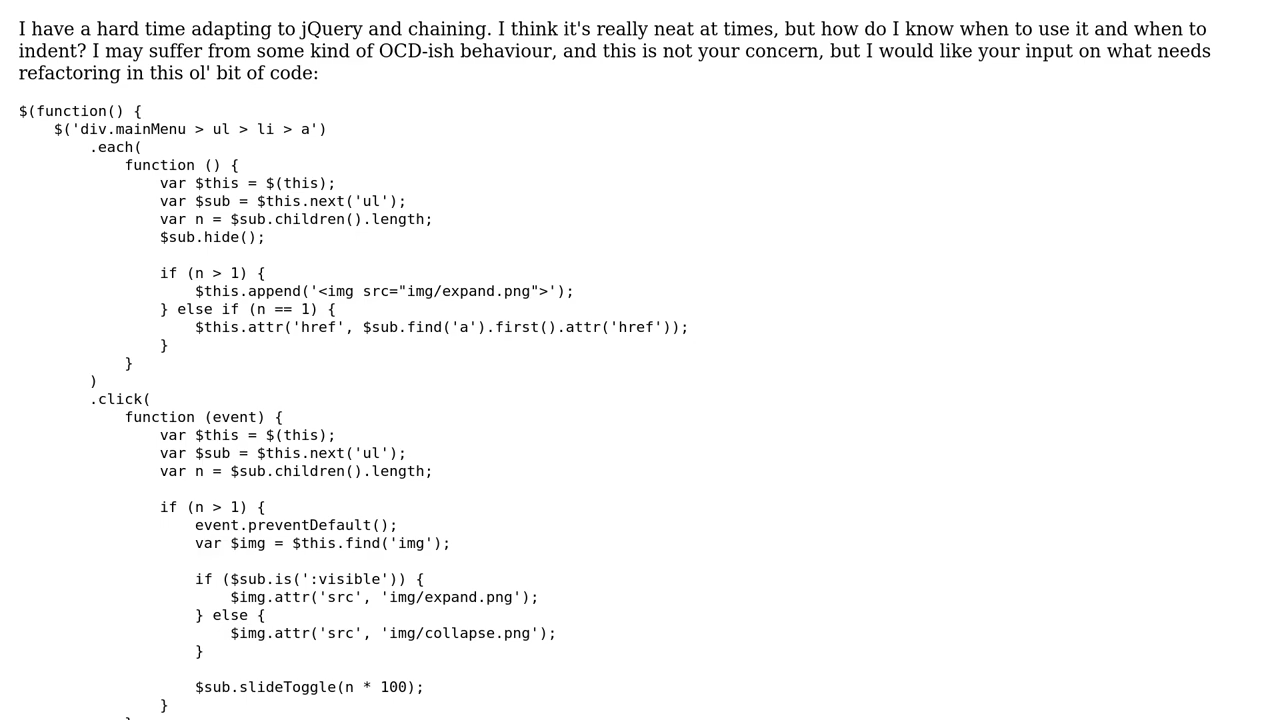 I have a hard time adapting to jQuery and chaining. I think it's really neat at times, but how do I know when to use it and when to
indent? I may suffer from some kind of OCD-ish behaviour, and this is not your concern, but I would like your input on what needs
refactoring in this ol' bit of code:
$(function() {
    $('div.mainMenu > ul > li > a')
        .each(
            function () {
                var $this = $(this);
                var $sub = $this.next('ul');
                var n = $sub.children().length;
                $sub.hide();

                if (n > 1) {
                    $this.append('<img src="img/expand.png">');
                } else if (n == 1) {
                    $this.attr('href', $sub.find('a').first().attr('href'));
                }
            }
        )
        .click(
            function (event) {
                var $this = $(this);
                var $sub = $this.next('ul');
                var n = $sub.children().length;

                if (n > 1) {
                    event.preventDefault();
                    var $img = $this.find('img');

                    if ($sub.is(':visible')) {
                        $img.attr('src', 'img/expand.png');
                    } else {
                        $img.attr('src', 'img/collapse.png');
                    }

                    $sub.slideToggle(n * 100);
                }